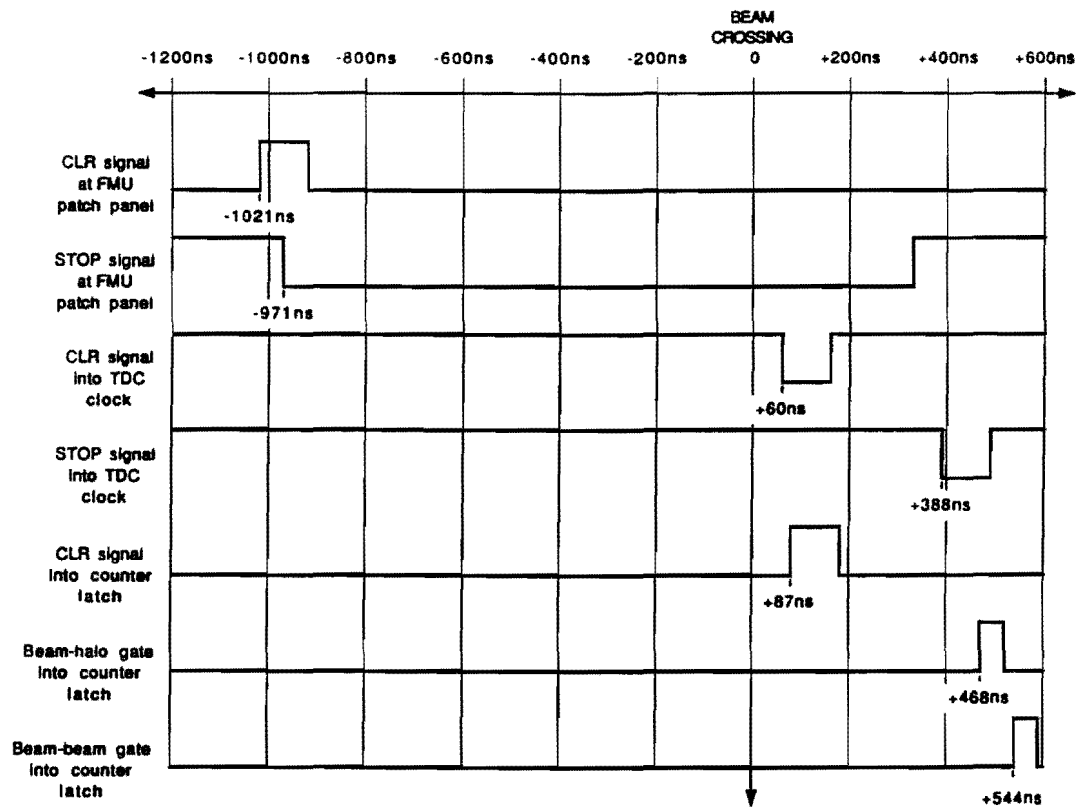 BEAM
CROSSING
-1200ns -1000ns -800ns -600ns -400ns -200ns 0 +200ns +400ns +600ns
CLR signal
at FMU
patch panel
-1021ns
STOP signal
at FMU
patch panel
-971ns
CLR signal
into TDC
clock
+60ns
STOP signal
into TDC
clock
+388ns
CLR signal
into counter
latch
+87ns
Beam-halo gate
into counter
latch
+468ns
Beam-beam gate
into counter
latch
+544ns